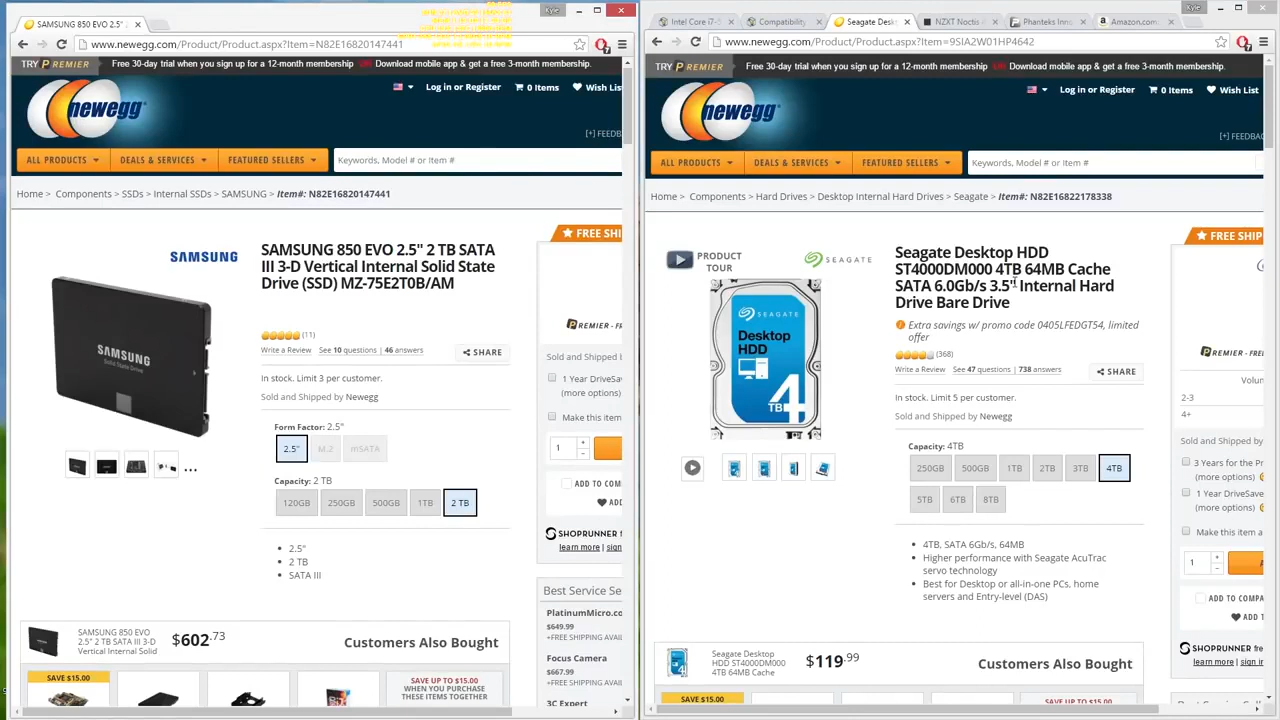 SAMSUNG 850 EVO 2.5" 2
Kyle
www.newegg.com/Product/Product.aspx?Item=N82E16820147441
TRY PREMIER Free 30-day trial when you sign up for a 12-month membership Download mobile app & get a free 3-month.
newegg
Log in or Register 0 Items Wish List
[+] FEEDB
ALL PRODUCTS DEALS & SERVICES FEATURED SELLERS Keywords, Model # or Item #
Home > Components > SSDs > Internal SSDs > SAMSUNG > Item#: N82E16820147441
FREE SHI
SAMSUNG
SAMSUNG 850 EVO 2.5" 2 TB SATA
III 3-D Vertical Internal Solid State
Drive (SSD) MZ-75E2T0B/AM
SAMSUNG
Solid State Drive
(11)
Write a Review See 10 questions | 46 answers SHARE
In stock. Limit 3 per customer.
Sold and Shipped by Newegg
Form Factor: 2.5"
2.5" M.2 mSATA
Capacity: 2 TB
120GB 250GB 500GB 1TB 2 TB
2.5"
2 TB
SATA III
PREMIER - FR
Sold and Shipped b
1 Year DriveSav
(more options)
Make this item
1
ADD TO COM
ADD
SHOPRUNNER
learn more | sign
Best Service Se
PlatinumMicro.co
$649.99
+FREE SHIPPING AVAIL
Focus Camera
$667.99
+FREE SHIPPING AVAIL
3C Expert
SAMSUNG 850 EVO
2.5" 2 TB SATA III 3-D
Vertical Internal Solid
$602.73
Customers Also Bought
SAVE $15.00
SAVE UP TO $15.00
WHEN YOU PURCHASE
THESE ITEMS TOGETHER
Intel Core i7-5
Compatibility
Seagate Deskt
NZXT Noctis
Phanteks Inno
Amazon.com
Kyle
www.newegg.com/Product/Product.aspx?Item=9SIA2W01HP4642
TRY PREMIER Free 30-day trial when you sign up for a 12-month membership Download mobile app & get a free 3-month.
newegg
Log in or Register 0 Items Wish List
[+] FEEDBAC
ALL PRODUCTS DEALS & SERVICES FEATURED SELLERS Keywords, Model # or Item #
Home > Components > Hard Drives > Desktop Internal Hard Drives > Seagate > Item#: N82E16822178338
FREE SHIP
PRODUCT
TOUR
SEAGATE
Seagate Desktop HDD
ST4000DM000 4TB 64MB Cache
SATA 6.0Gb/s 3.5" Internal Hard
Drive Bare Drive
SEAGATE
Desktop
HDD
4
TB
Extra savings w/ promo code 0405LFEDGT54, limited
offer
(368)
Write a Review See 47 questions | 738 answers SHARE
In stock. Limit 5 per customer.
Sold and Shipped by Newegg
Capacity: 4TB
250GB 500GB 1TB 2TB 3TB 4TB
5TB 6TB 8TB
4TB, SATA 6Gb/s, 64MB
Higher performance with Seagate AcuTrac
servo technology
Best for Desktop or all-in-one PCs, home
servers and Entry-level (DAS)
PREMIER - FREE
Volum
2-3
4+
Sold and Shipped by
3 Years for the Pr
(more options)
1 Year DriveSave
(more options)
Make this item a
1
ADD TO COMPA
ADD T
SHOPRUNNER fre
learn more | sign in
Seagate Desktop
HDD ST4000DM000
4TB 64MB Cache
$119.99
Customers Also Bought
SAVE $15.00
SAVE UP TO $15.00